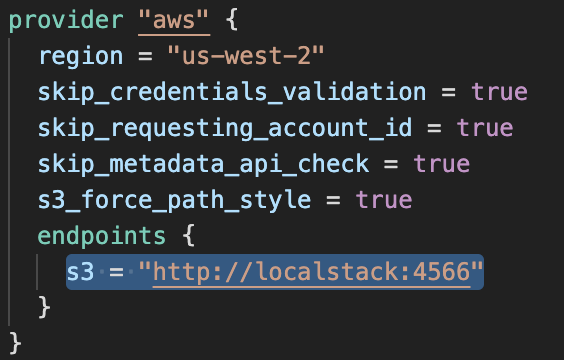 provider "aws" {
region = "us-west-2"
skip_credentials_validation = true
skip_requesting_account_id = true
skip_metadata_api_check = true
s3_force_path_style = true
endpoints {
s3 = "http://localstack:4566"
}
}